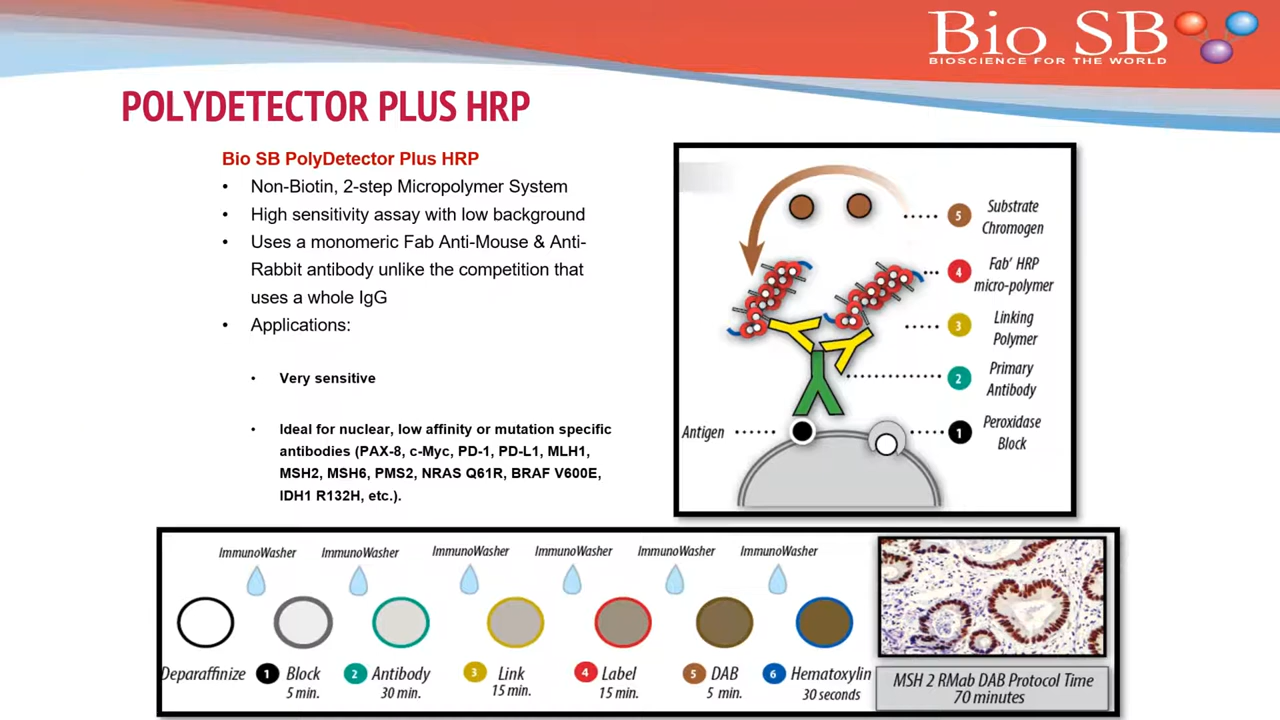 Bio SB
BIOSCIENCE FOR THE WORLD
POLYDETECTOR PLUS HRP
Bio SB PolyDetector Plus HRP
• Non-Biotin, 2-step Micropolymer System
• High sensitivity assay with low background
• Uses a monomeric Fab Anti-Mouse & Anti-
Rabbit antibody unlike the competition that
uses a whole IgG
• Applications:
• Very sensitive
• Ideal for nuclear, low affinity or mutation specific
antibodies (PAX-8, c-Myc, PD-1, PD-L1, MLH1,
MSH2, MSH6, PMS2, NRAS Q61R, BRAF V600E,
IDH1 R132H, etc.).
5 Substrate
Chromogen
4 Fab' HRP
micro-polymer
3 Linking
Polymer
2 Primary
Antibody
Antigen
1 Peroxidase
Block
ImmunoWasher ImmunoWasher ImmunoWasher ImmunoWasher ImmunoWasher ImmunoWasher
Deparaffinize 1 Block 2 Antibody 3 Link 4 Label 5 DAB 6 Hematoxylin
5 min. 30 min. 15 min. 15 min. 5 min. 30 seconds
MSH 2 RMab DAB Protocol Time
70 minutes